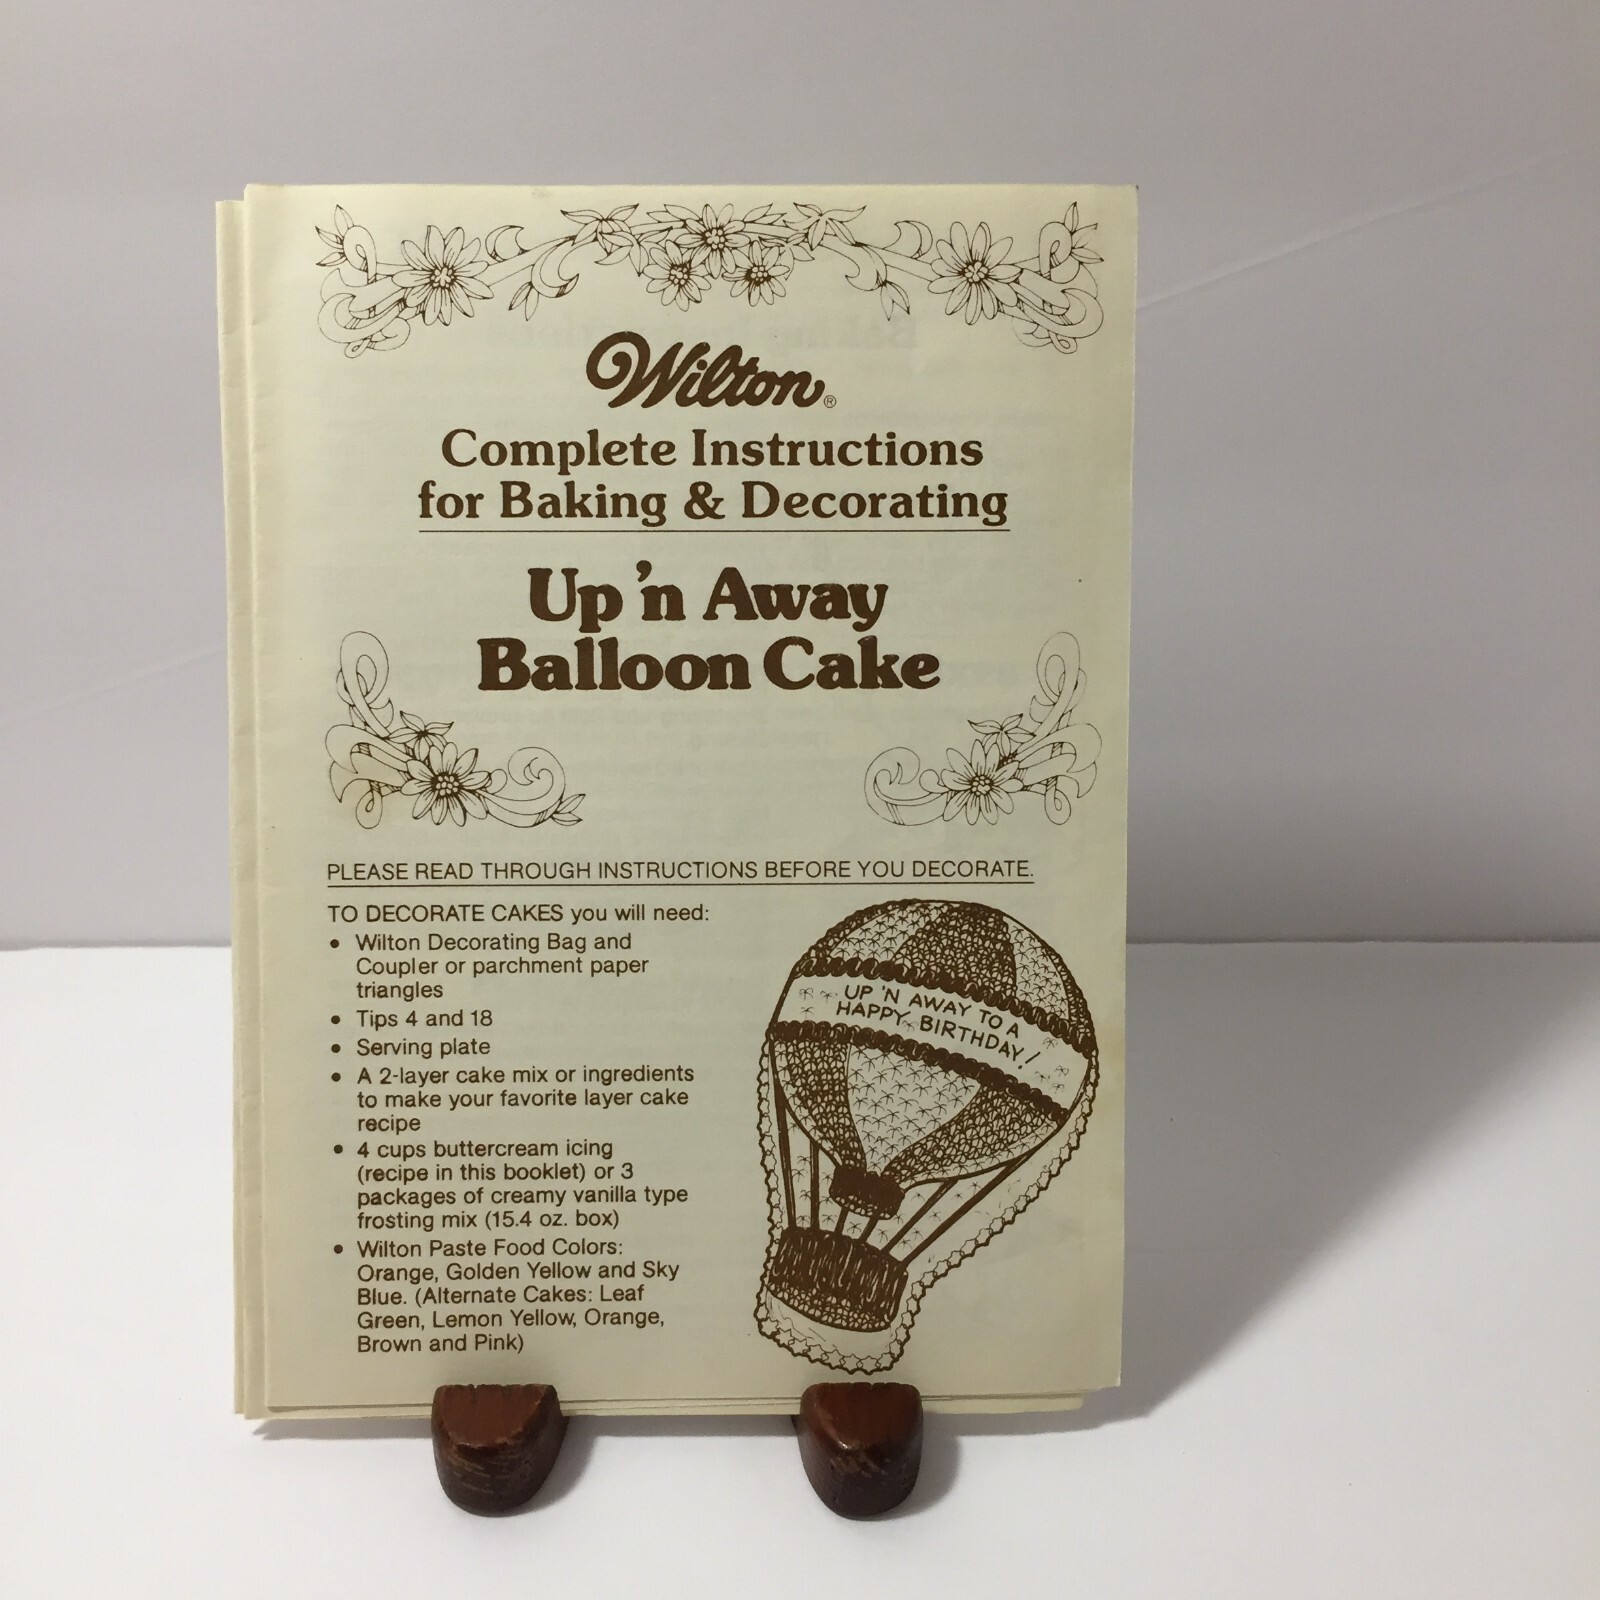 Wilton®
Complete Instructions
for Baking & Decorating
Up 'n Away
Balloon Cake
PLEASE READ THROUGH INSTRUCTIONS BEFORE YOU DECORATE.
TO DECORATE CAKES you will need:
• Wilton Decorating Bag and
Coupler or parchment paper
triangles
• Tips 4 and 18
• Serving plate
• A 2-layer cake mix or ingredients
to make your favorite layer cake
recipe
• 4 cups buttercream icing
(recipe in this booklet) or 3
packages of creamy vanilla type
frosting mix (15.4 oz. box)
• Wilton Paste Food Colors:
Orange, Golden Yellow and Sky
Blue. (Alternate Cakes: Leaf
Green, Lemon Yellow, Orange,
Brown and Pink)
UP 'N AWAY TO A
HAPPY BIRTHDAY!